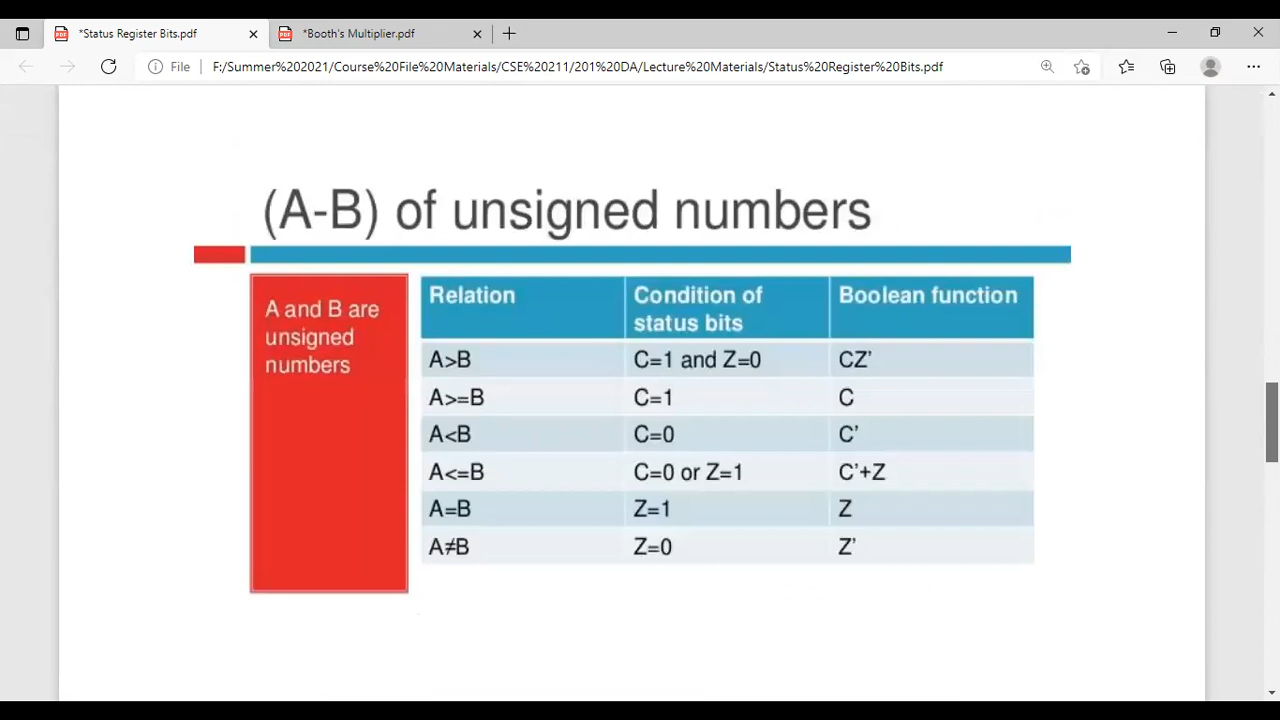 *Status Register Bits.pdf
*Booth's Multiplier.pdf
File
F:/Summer%202021/Course%20File%20Materials/CSE%20211/201%20DA/Lecture%20Materials/Status%20Register%20Bits.pdf
(A-B) of unsigned numbers
A and B are
unsigned
numbers
Relation Condition of status bits Boolean function
A>B C=1 and Z=0 CZ’
A>=B C=1 C
A<B C=0 C’
A<=B C=0 or Z=1 C’+Z
A=B Z=1 Z
A≠B Z=0 Z’